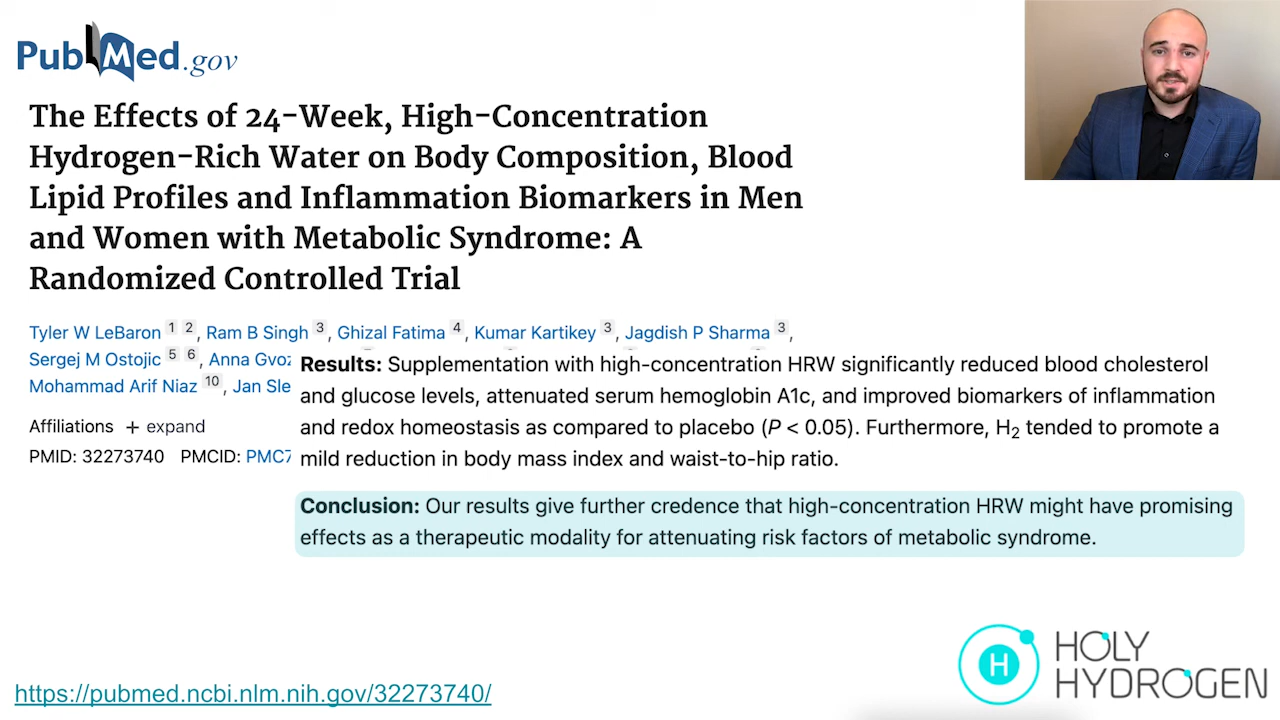 PubMed.gov
The Effects of 24-Week, High-Concentration
Hydrogen-Rich Water on Body Composition, Blood
Lipid Profiles and Inflammation Biomarkers in Men
and Women with Metabolic Syndrome: A
Randomized Controlled Trial
Tyler W LeBaron 1 2, Ram B Singh 3, Ghizal Fatima 4, Kumar Kartikey 3, Jagdish P Sharma 3,
Sergej M Ostojic 5 6, Anna Gvoz
Mohammad Arif Niaz 10, Jan Sle
Affiliations + expand
PMID: 32273740 PMCID: PMC7
Results: Supplementation with high-concentration HRW significantly reduced blood cholesterol
and glucose levels, attenuated serum hemoglobin A1c, and improved biomarkers of inflammation
and redox homeostasis as compared to placebo (P < 0.05). Furthermore, H2 tended to promote a
mild reduction in body mass index and waist-to-hip ratio.
Conclusion: Our results give further credence that high-concentration HRW might have promising
effects as a therapeutic modality for attenuating risk factors of metabolic syndrome.
https://pubmed.ncbi.nlm.nih.gov/32273740/
H
HOLY
HYDROGEN